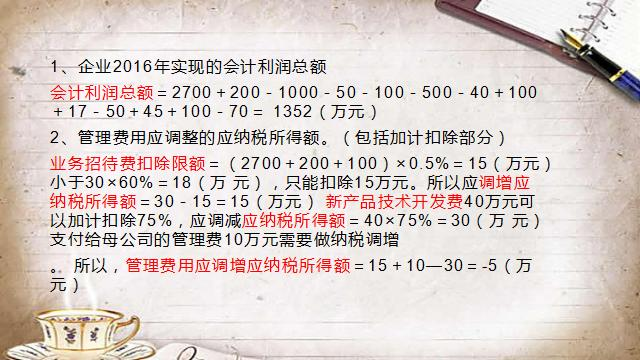 1、企业2016年实现的会计利润总额
会计利润总额＝2700＋200－1000－50－100－500－40＋100
＋17－50＋45＋100－70＝ 1352（万元）
2、管理费用应调整的应纳税所得额。（包括加计扣除部分）
业务招待费扣除限额＝（2700＋200＋100）×0.5%＝15（万元）
小于30×60%＝18（万 元），只能扣除15万元。所以应调增应
纳税所得额＝30－15＝15（万元） 新产品技术开发费40万元可
以加计扣除75%，应调减应纳税所得额＝40×75%＝30（万 元）
支付给母公司的管理费10万元需要做纳税调增
。 所以，管理费用应调增应纳税所得额＝15＋10—30＝-5（万
元）